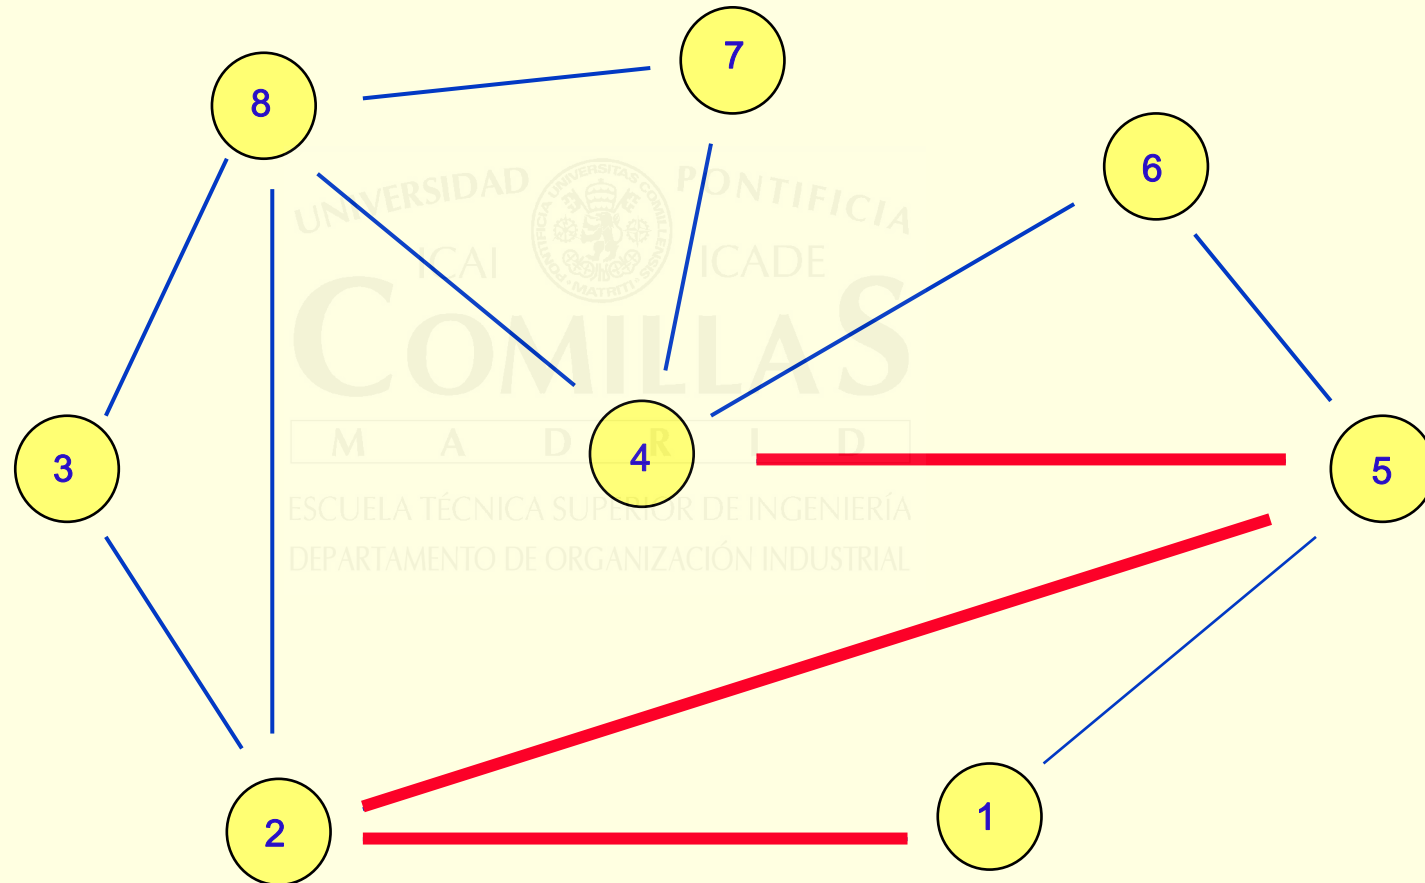 7
8
6
UNIVERSIDAD PONTIFICIA
ICAI ICADE
COMILLAS
M A D R I D
4
3
5
ESCUELA TÉCNICA SUPERIOR DE INGENIERÍA
DEPARTAMENTO DE ORGANIZACIÓN INDUSTRIAL
1
2